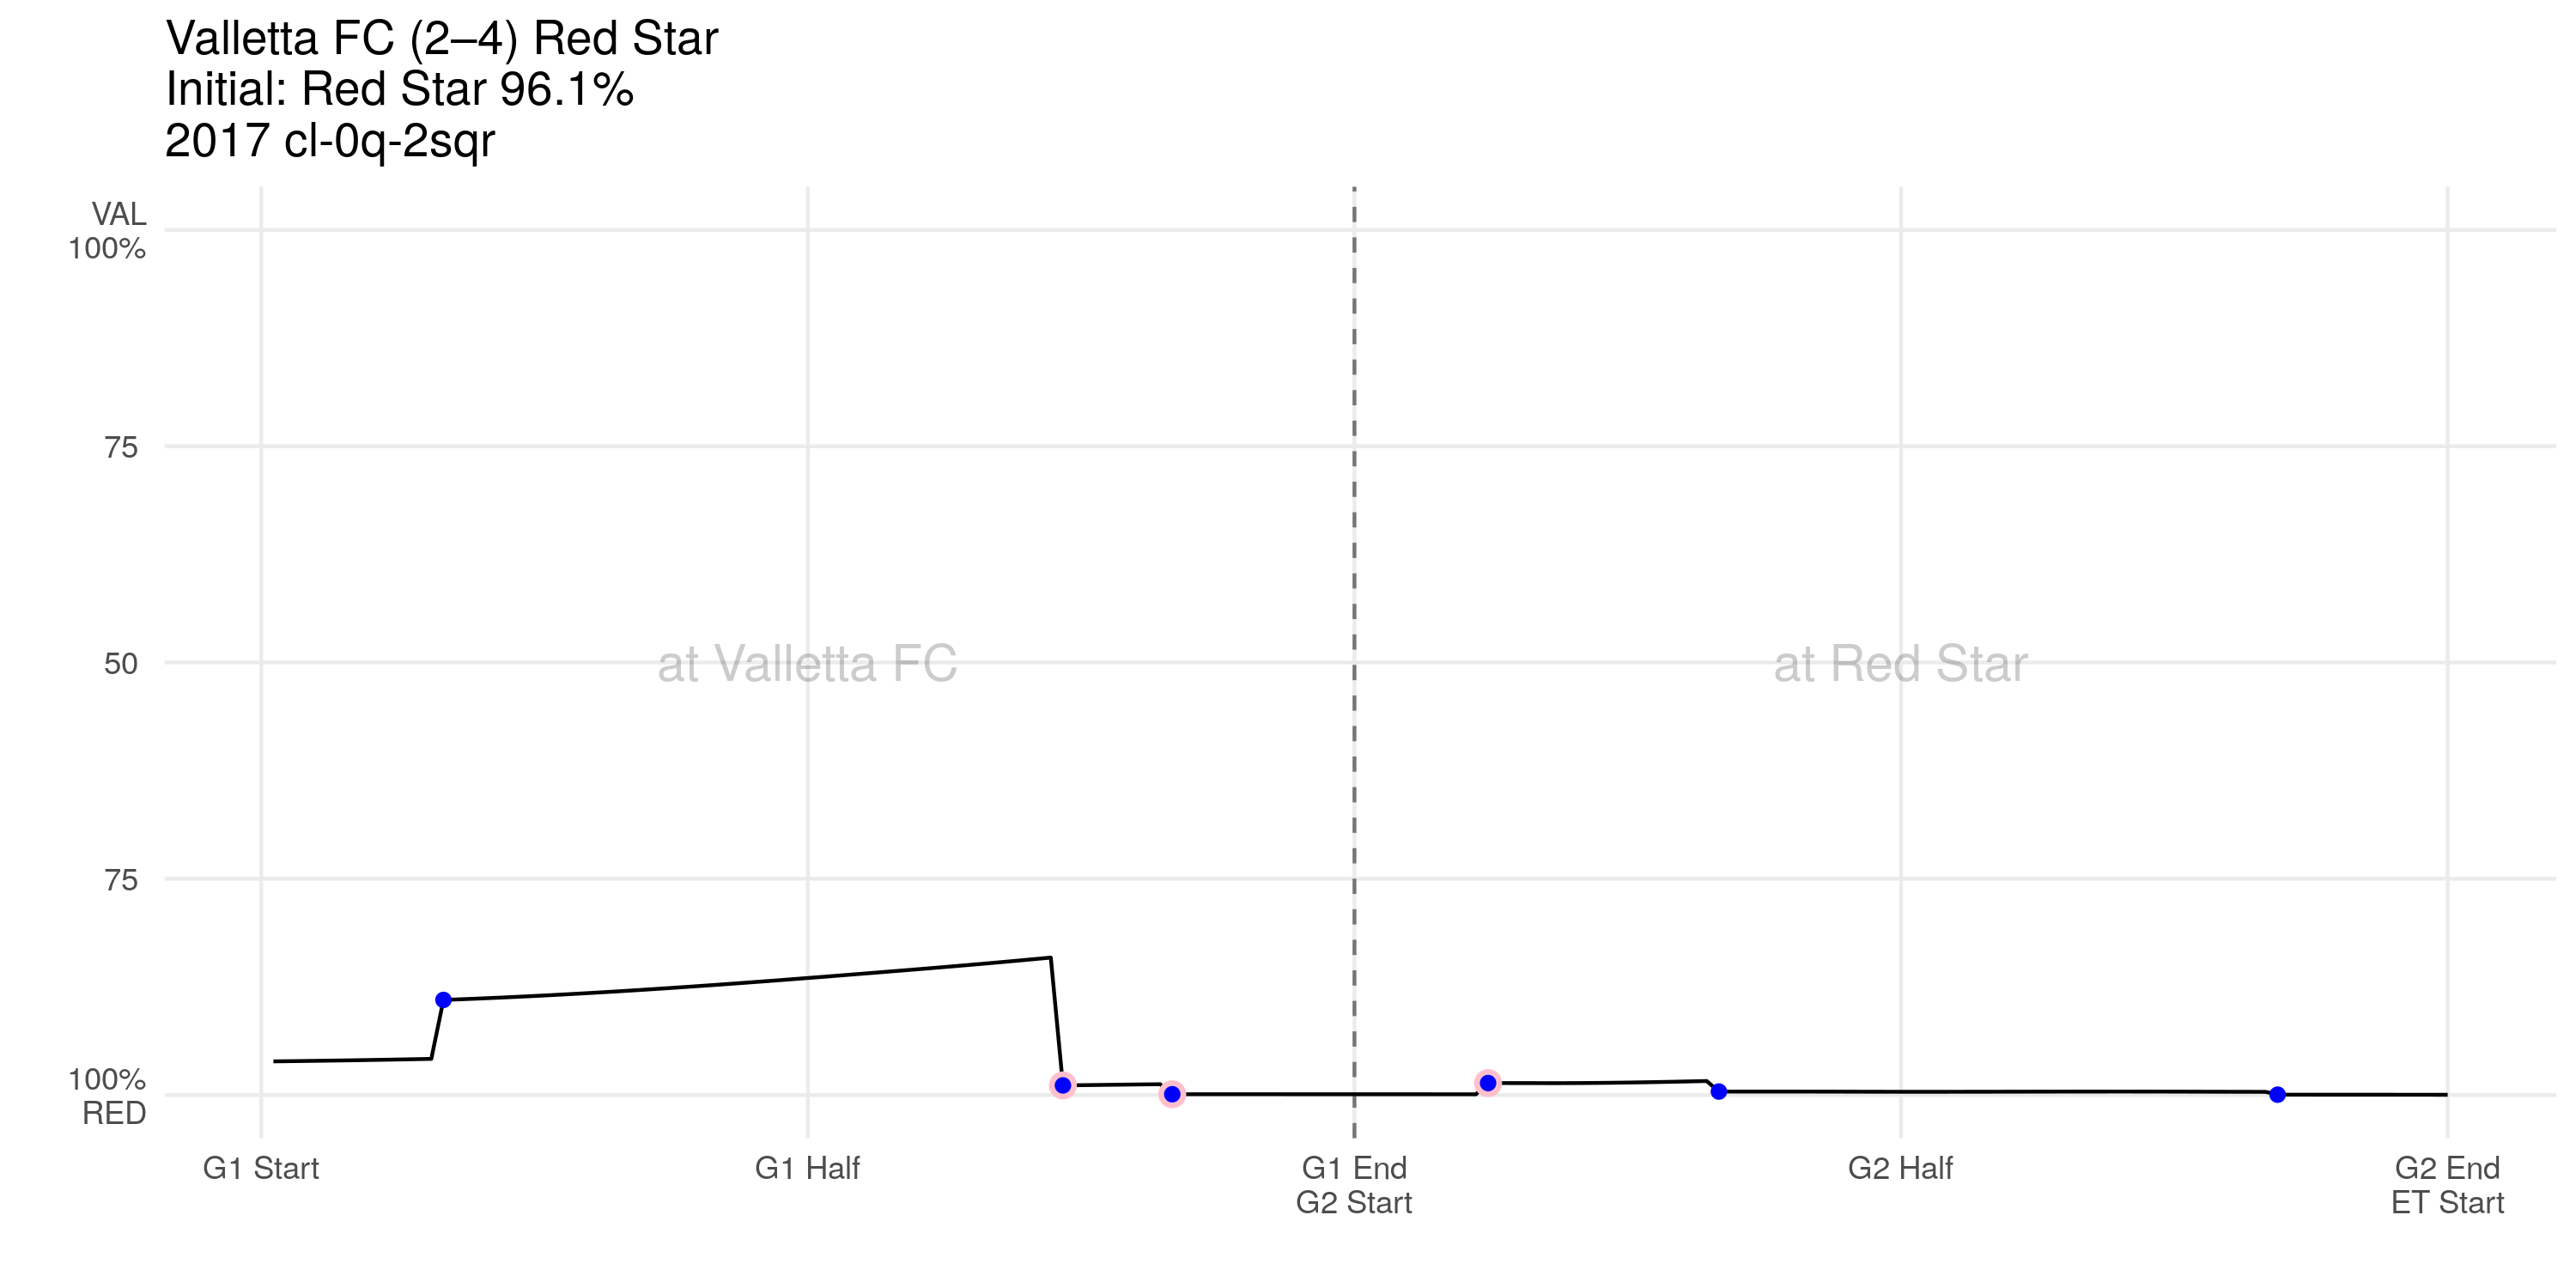 Valletta FC (2–4) Red Star
Initial: Red Star 96.1%
2017 cl-0q-2sqr
VAL
100%
75
50
at Valletta FC
at Red Star
75
100%
RED
G1 Start
G1 Half
G1 End
G2 Start
G2 Half
G2 End
ET Start